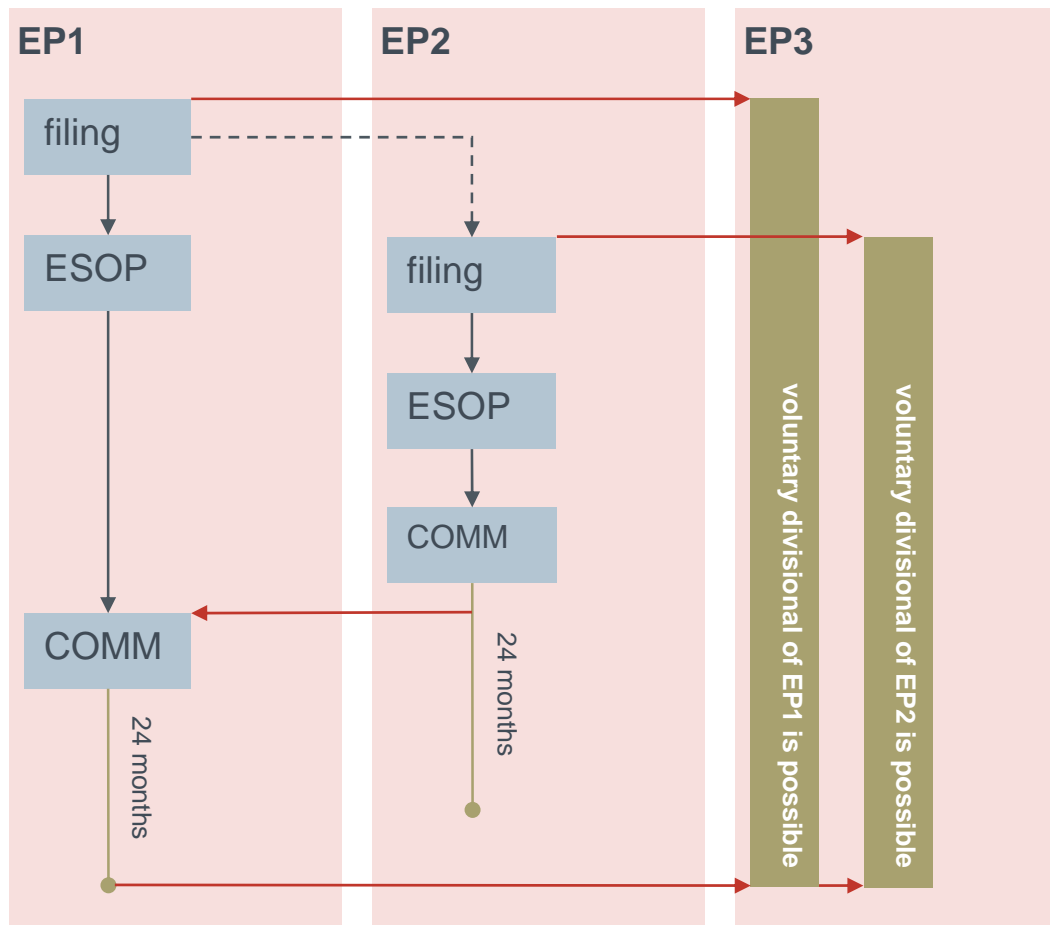 EP1
EP2
EP3
filing
ESOP
COMM
24 months
filing
ESOP
COMM
24 months
voluntary divisional of EP1 is possible
voluntary divisional of EP2 is possible